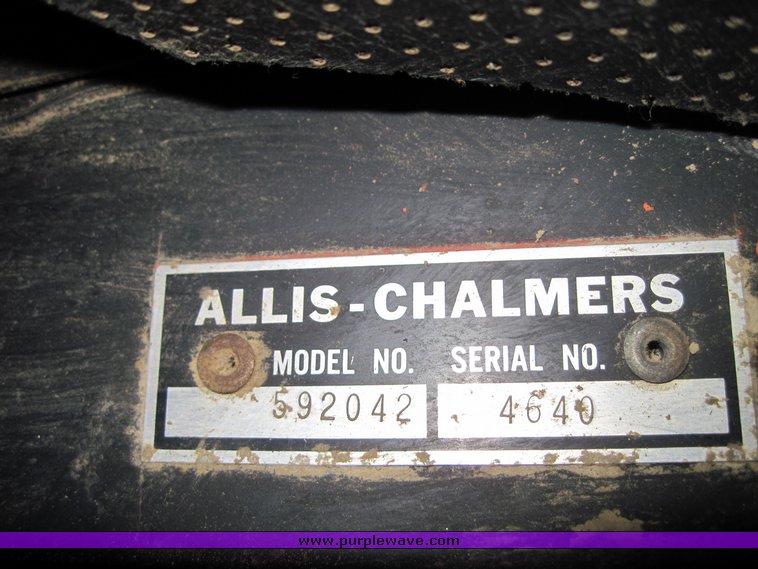 ALLIS-CHALMERS
MODEL NO. SERIAL NO.
592042 4640
www.purplewave.com